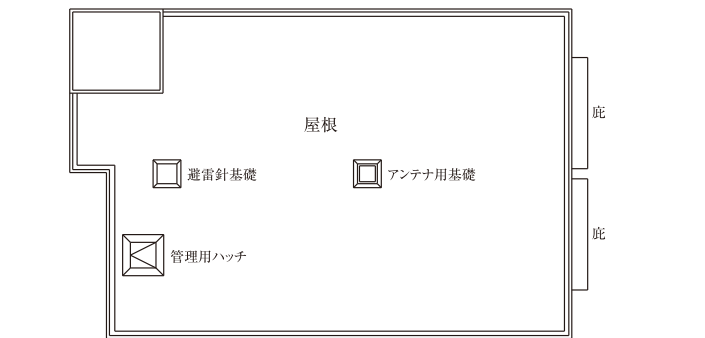 屋根
庇
避雷針基礎
アンテナ用基礎
庇
管理用ハッチ